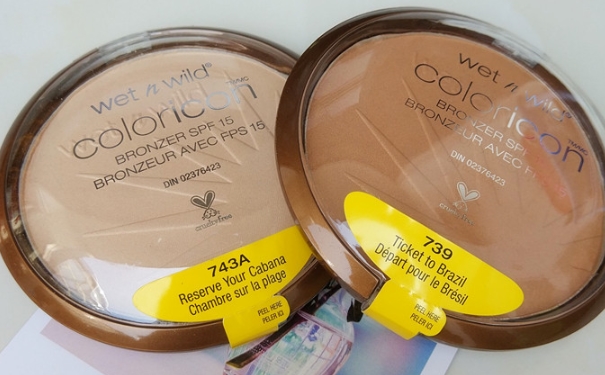 wet n wild
coloricon
BRONZER SPF 15
BRONZEUR AVEC FPS 15
DIN 02376423
crueltyfree
743A
Reserve Your Cabana
Chambre sur la plage
PEEL HERE
PELER ICI
wet n wild
coloricon
BRONZER SPF
BRONZEUR AVEC
DIN 02376423
crueltyfree
739
Ticket to Brazil
Départ pour le Brésil
PEEL HERE
PELER ICI